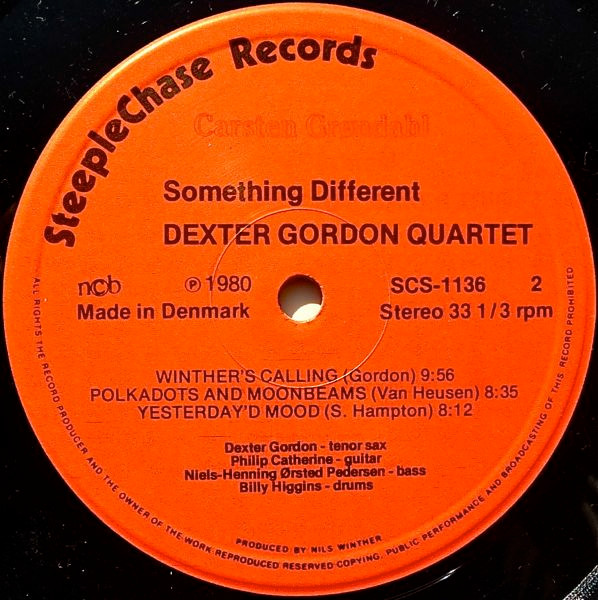 SteepleChase Records
Carsten Grøndahl
Something Different
DEXTER GORDON QUARTET
ncb ℗ 1980 SCS-1136 2
Made in Denmark Stereo 33 1/3 rpm
WINTHER'S CALLING (Gordon) 9:56
POLKADOTS AND MOONBEAMS (Van Heusen) 8:35
YESTERDAY'D MOOD (S. Hampton) 8:12
Dexter Gordon - tenor sax
Philip Catherine - guitar
Niels-Henning Ørsted Pedersen - bass
Billy Higgins - drums
PRODUCED BY NILS WINTHER
ALL RIGHTS THE RECORD PRODUCER AND THE OWNER OF THE WORK REPRODUCED RESERVED COPYING, PUBLIC PERFORMANCE AND BROADCASTING OF THIS RECORD PROHIBITED